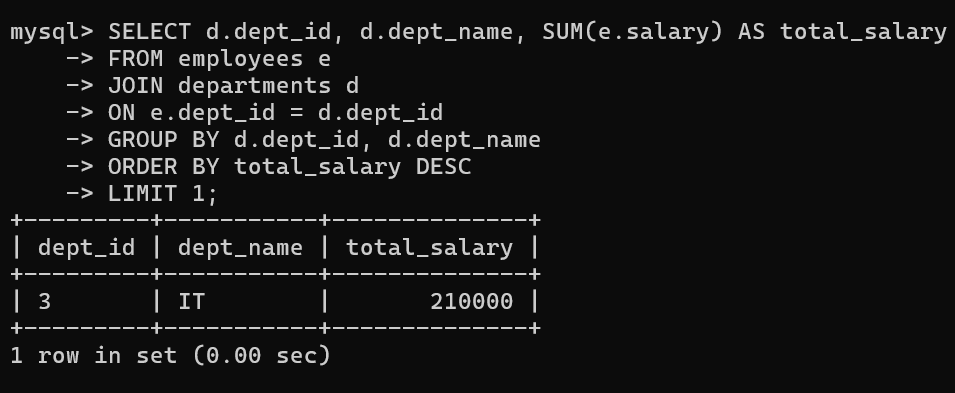 mysql> SELECT d.dept_id, d.dept_name, SUM(e.salary) AS total_salary
    -> FROM employees e
    -> JOIN departments d
    -> ON e.dept_id = d.dept_id
    -> GROUP BY d.dept_id, d.dept_name
    -> ORDER BY total_salary DESC
    -> LIMIT 1;
+---------+-----------+--------------+
| dept_id | dept_name | total_salary |
+---------+-----------+--------------+
| 3       | IT        |       210000 |
+---------+-----------+--------------+
1 row in set (0.00 sec)